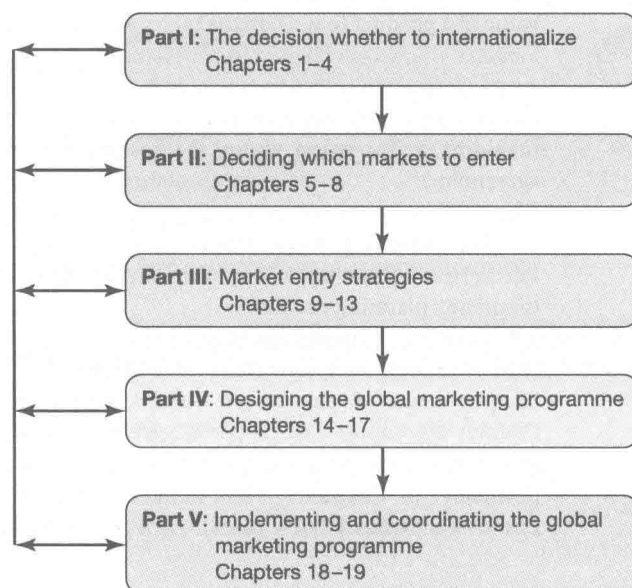 Part I: The decision whether to internationalize
Chapters 1–4
Part II: Deciding which markets to enter
Chapters 5–8
Part III: Market entry strategies
Chapters 9–13
Part IV: Designing the global marketing programme
Chapters 14–17
Part V: Implementing and coordinating the global
marketing programme
Chapters 18–19